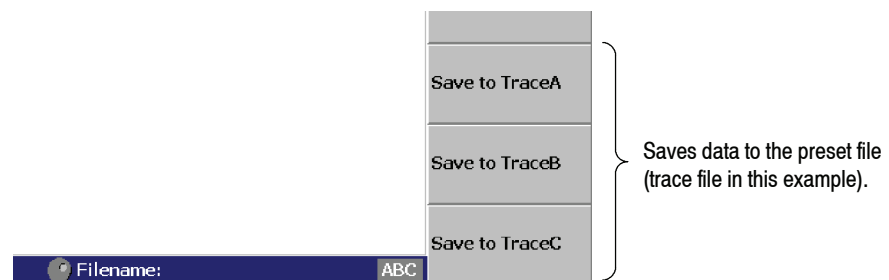 Save to TraceA
Save to TraceB
Save to TraceC
Saves data to the preset file
(trace file in this example).
Filename:
ABC